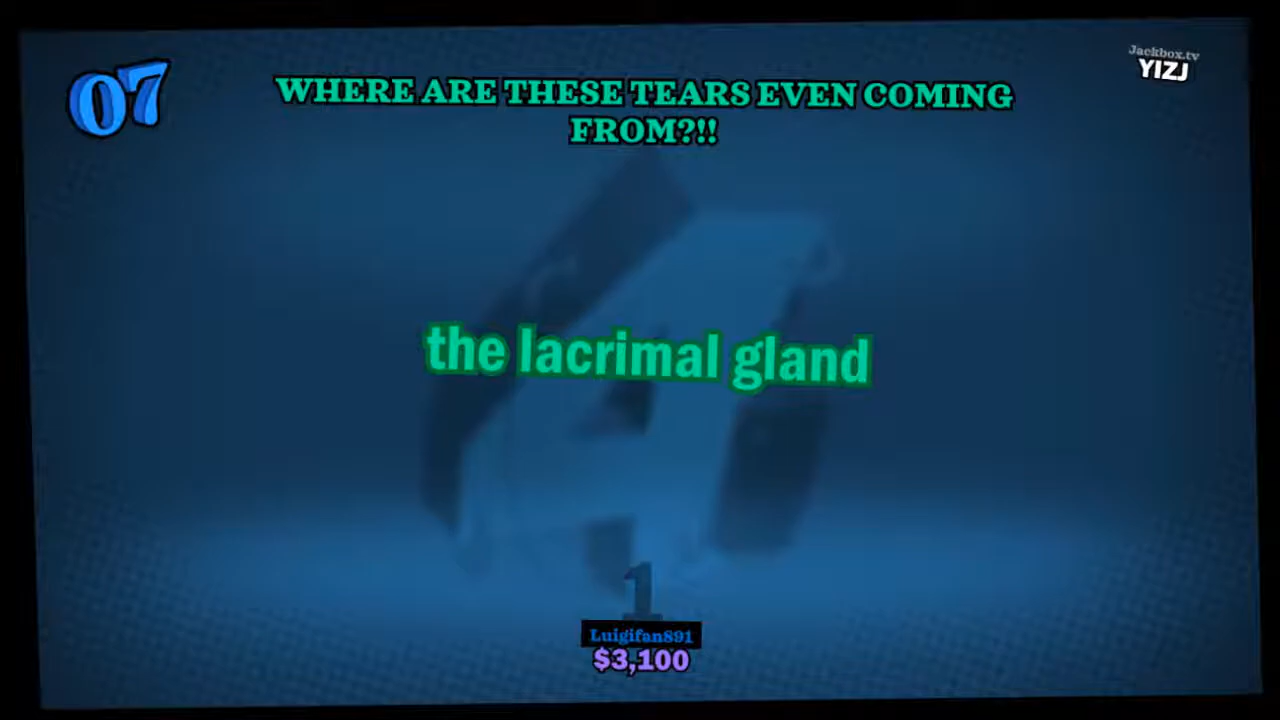 07
WHERE ARE THESE TEARS EVEN COMING
FROM?!!
Jackbox.tv
YIZJ
the lacrimal gland
1
Luigifan891
$3,100